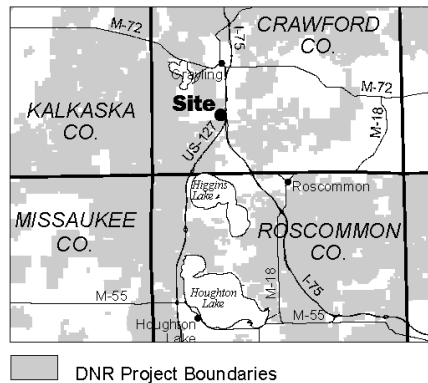 M-72
CRAWFORD
CO.
I-75
Grayling
KALKASKA
CO.
Site
M-72
M-18
US-127
Higgins
Lake
Roscommon
MISSAUKEE
CO.
ROSCOMMON
CO.
M-18
I-75
M-55
Houghton
Lake
M-55
Houghton
Lake
DNR Project Boundaries